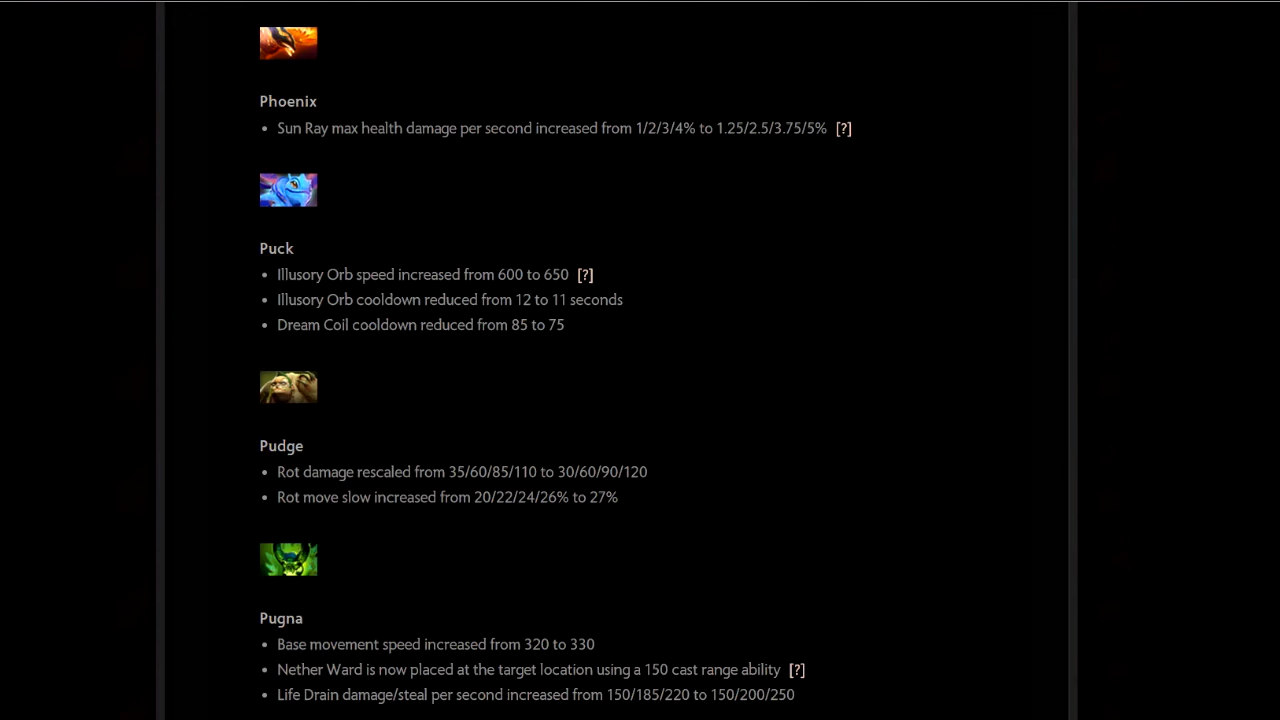 Phoenix
• Sun Ray max health damage per second increased from 1/2/3/4% to 1.25/2.5/3.75/5% [?]
Puck
• Illusory Orb speed increased from 600 to 650 [?]
• Illusory Orb cooldown reduced from 12 to 11 seconds
• Dream Coil cooldown reduced from 85 to 75
Pudge
• Rot damage rescaled from 35/60/85/110 to 30/60/90/120
• Rot move slow increased from 20/22/24/26% to 27%
Pugna
• Base movement speed increased from 320 to 330
• Nether Ward is now placed at the target location using a 150 cast range ability [?]
• Life Drain damage/steal per second increased from 150/185/220 to 150/200/250